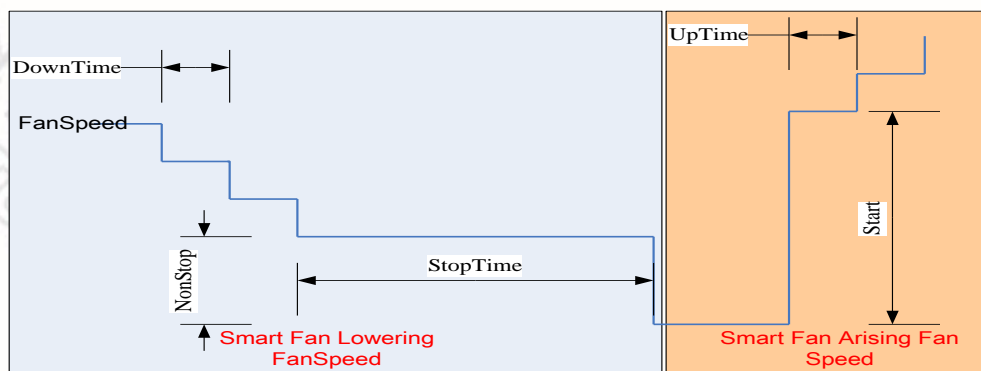 UpTime
DownTime
FanSpeed
Start
StopTime
NonStop
Smart Fan Lowering
FanSpeed
Smart Fan Arising Fan
Speed